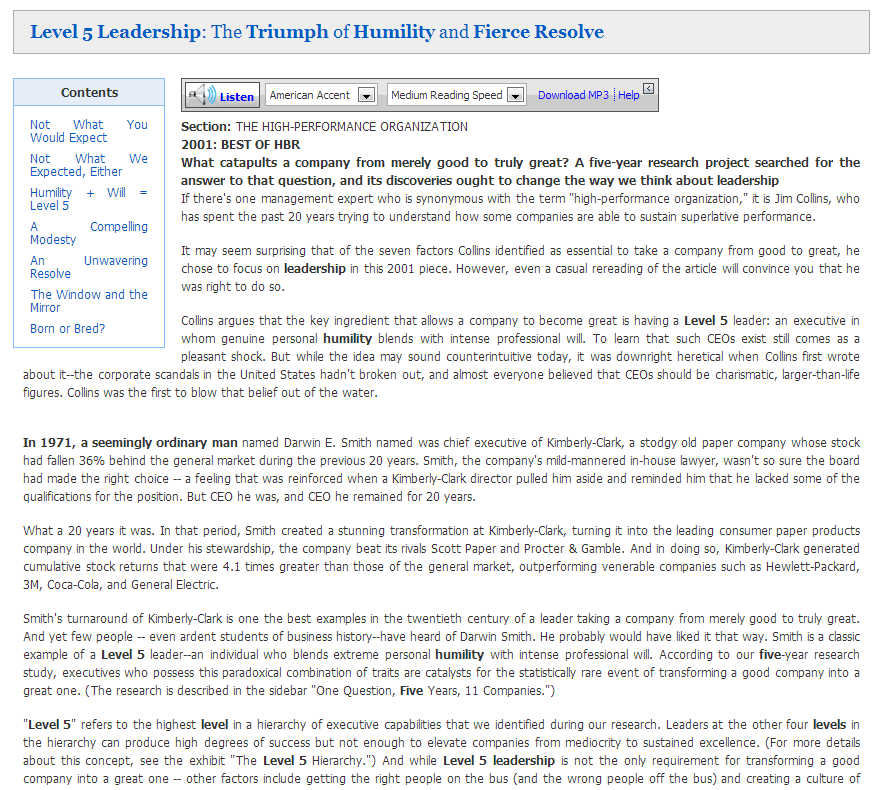 Level 5 Leadership: The Triumph of Humility and Fierce Resolve
Contents
Not What You
Would Expect
Not What We
Expected, Either
Humility + Will =
Level 5
A Compelling
Modesty
An Unwavering
Resolve
The Window and the
Mirror
Born or Bred?
Listen American Accent Medium Reading Speed Download MP3 Help
Section: THE HIGH-PERFORMANCE ORGANIZATION
2001: BEST OF HBR
What catapults a company from merely good to truly great? A five-year research project searched for the
answer to that question, and its discoveries ought to change the way we think about leadership
If there's one management expert who is synonymous with the term "high-performance organization," it is Jim Collins, who
has spent the past 20 years trying to understand how some companies are able to sustain superlative performance.
It may seem surprising that of the seven factors Collins identified as essential to take a company from good to great, he
chose to focus on leadership in this 2001 piece. However, even a casual rereading of the article will convince you that he
was right to do so.
Collins argues that the key ingredient that allows a company to become great is having a Level 5 leader: an executive in
whom genuine personal humility blends with intense professional will. To learn that such CEOs exist still comes as a
pleasant shock. But while the idea may sound counterintuitive today, it was downright heretical when Collins first wrote
about it--the corporate scandals in the United States hadn't broken out, and almost everyone believed that CEOs should be charismatic, larger-than-life
figures. Collins was the first to blow that belief out of the water.
In 1971, a seemingly ordinary man named Darwin E. Smith named was chief executive of Kimberly-Clark, a stodgy old paper company whose stock
had fallen 36% behind the general market during the previous 20 years. Smith, the company's mild-mannered in-house lawyer, wasn't so sure the board
had made the right choice -- a feeling that was reinforced when a Kimberly-Clark director pulled him aside and reminded him that he lacked some of the
qualifications for the position. But CEO he was, and CEO he remained for 20 years.
What a 20 years it was. In that period, Smith created a stunning transformation at Kimberly-Clark, turning it into the leading consumer paper products
company in the world. Under his stewardship, the company beat its rivals Scott Paper and Procter & Gamble. And in doing so, Kimberly-Clark generated
cumulative stock returns that were 4.1 times greater than those of the general market, outperforming venerable companies such as Hewlett-Packard,
3M, Coca-Cola, and General Electric.
Smith's turnaround of Kimberly-Clark is one the best examples in the twentieth century of a leader taking a company from merely good to truly great.
And yet few people -- even ardent students of business history--have heard of Darwin Smith. He probably would have liked it that way. Smith is a classic
example of a Level 5 leader--an individual who blends extreme personal humility with intense professional will. According to our five-year research
study, executives who possess this paradoxical combination of traits are catalysts for the statistically rare event of transforming a good company into a
great one. (The research is described in the sidebar "One Question, Five Years, 11 Companies.")
"Level 5" refers to the highest level in a hierarchy of executive capabilities that we identified during our research. Leaders at the other four levels in
the hierarchy can produce high degrees of success but not enough to elevate companies from mediocrity to sustained excellence. (For more details
about this concept, see the exhibit "The Level 5 Hierarchy.") And while Level 5 leadership is not the only requirement for transforming a good
company into a great one -- other factors include getting the right people on the bus (and the wrong people off the bus) and creating a culture of